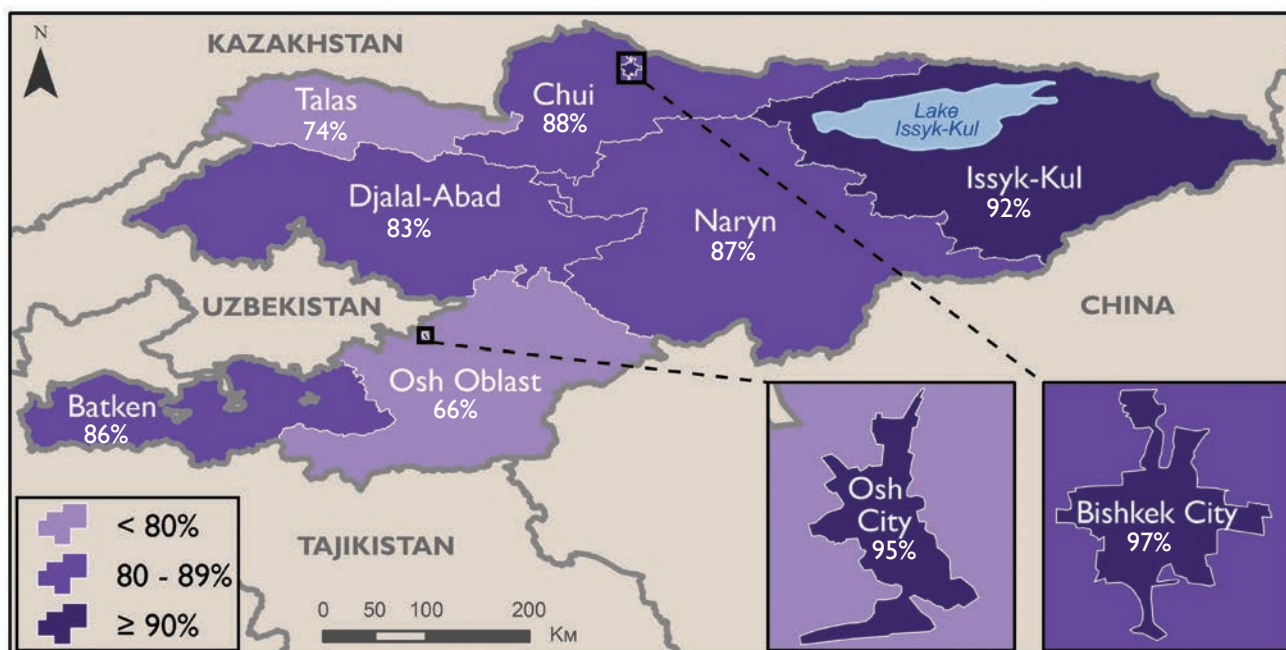 N
KAZAKHSTAN
Talas
74%
Chui
88%
Lake
Issyk-Kul
Issyk-Kul
92%
Djalal-Abad
83%
Naryn
87%
UZBEKISTAN
CHINA
Osh Oblast
66%
Batken
86%
Osh
City
95%
Bishkek City
97%
TAJIKISTAN
< 80%
80 - 89%
≥ 90%
0 50 100 200
Км